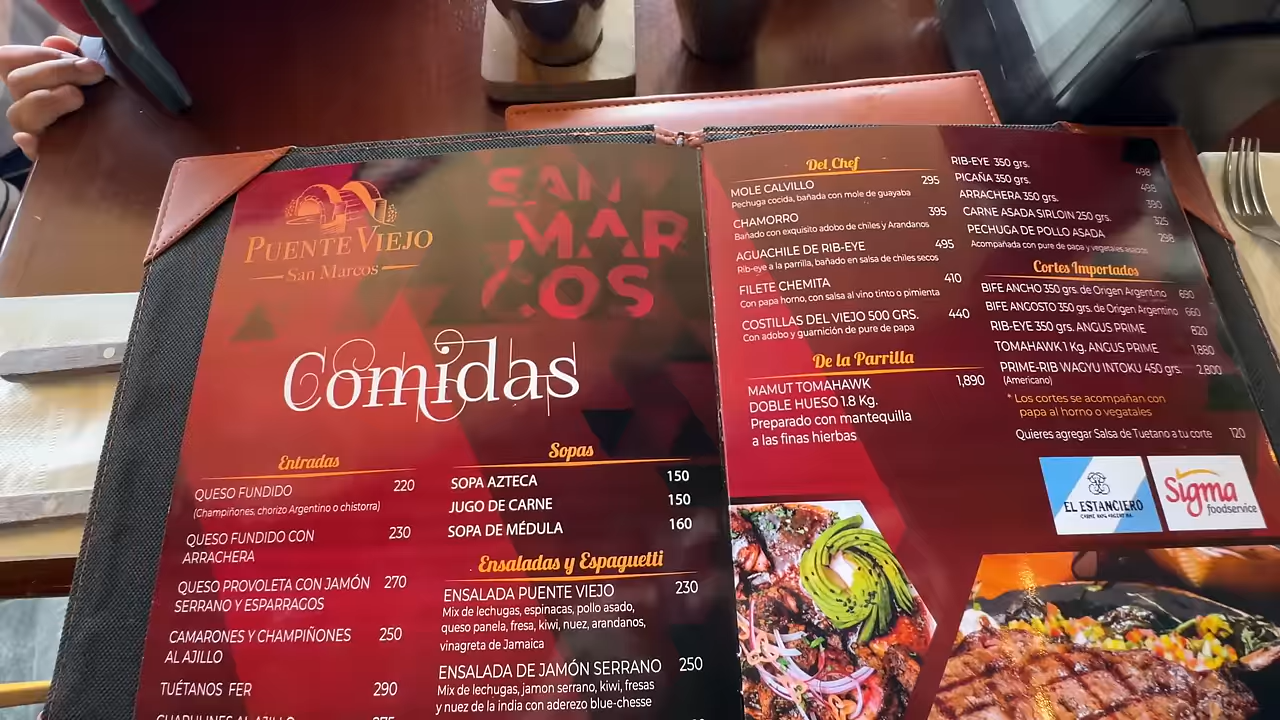 PUENTE VIEJO
San Marcos
SAN
MAR
COS
Comidas
Entradas
QUESO FUNDIDO 220
(Champiñones, chorizo Argentino o chistorra)
QUESO FUNDIDO CON 230
ARRACHERA
QUESO PROVOLETA CON JAMÓN 270
SERRANO Y ESPARRAGOS
CAMARONES Y CHAMPIÑONES 250
AL AJILLO
TUÉTANOS FER 290
Sopas
SOPA AZTECA 150
JUGO DE CARNE 150
SOPA DE MÉDULA 160
Ensaladas y Espaguetti
ENSALADA PUENTE VIEJO 230
Mix de lechugas, espinacas, pollo asado,
queso panela, fresa, kiwi, nuez, arandanos,
vinagreta de Jamaica
ENSALADA DE JAMÓN SERRANO 250
Mix de lechugas, jamon serrano, kiwi, fresas
y nuez de la india con aderezo blue-chesse
Del Chef
MOLE CALVILLO 295
Pechuga cocida, bañada con mole de guayaba
CHAMORRO 395
Bañado con exquisito adobo de chiles y Arandanos
AGUACHILE DE RIB-EYE 495
Rib-eye a la parrilla, bañado en salsa de chiles secos
FILETE CHEMITA 410
Con papa horno, con salsa al vino tinto o pimienta
COSTILLAS DEL VIEJO 500 GRS. 440
Con adobo y guarnición de pure de papa
De la Parrilla
MAMUT TOMAHAWK 1,890
DOBLE HUESO 1.8 Kg.
Preparado con mantequilla
a las finas hierbas
RIB-EYE 350 grs. 498
PICAÑA 350 grs. 498
ARRACHERA 350 grs. 390
CARNE ASADA SIRLOIN 250 grs. 325
PECHUGA DE POLLO ASADA 298
Acompañada con pure de papa y vegetales asados
Cortes Importados
BIFE ANCHO 350 grs. de Origen Argentino 690
BIFE ANGOSTO 350 grs. de Origen Argentino 660
RIB-EYE 350 grs. ANGUS PRIME 820
TOMAHAWK 1 Kg. ANGUS PRIME 1,880
PRIME-RIB WAGYU INTOKU 450 grs. 2,800
(Americano)
* Los cortes se acompañan con
papa al horno o vegatales
Quieres agregar Salsa de Tuetano a tu corte 120
EL ESTANCIERO
Sigma
foodservice